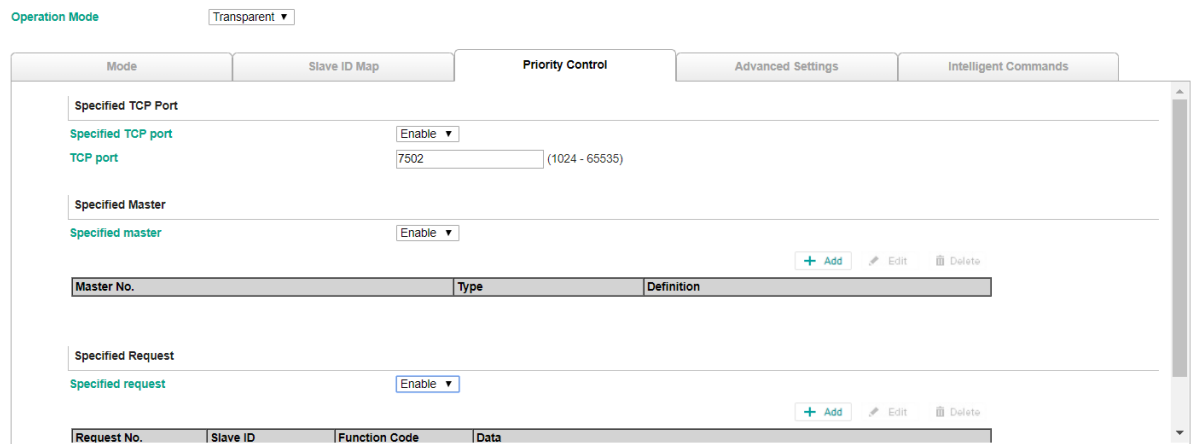 Operation Mode Transparent ▼
Mode Slave ID Map Priority Control Advanced Settings Intelligent Commands
Specified TCP Port
Specified TCP port Enable ▼
TCP port 7502 (1024 - 65535)
Specified Master
Specified master Enable ▼
+ Add Edit Delete
Master No. Type Definition
Specified Request
Specified request Enable ▼
+ Add Edit Delete
Request No. Slave ID Function Code Data